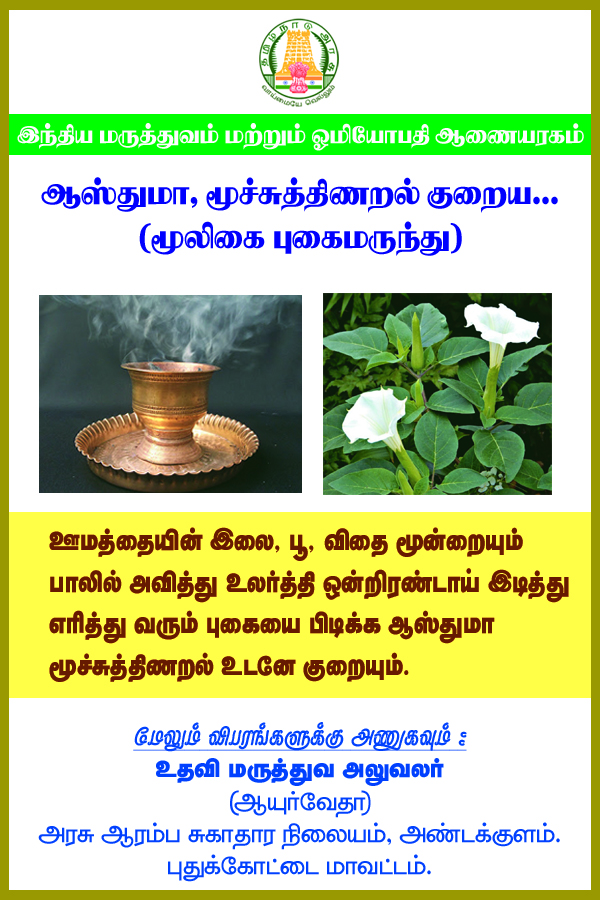 தமிழ்நாடு அரசு
வாய்மையே வெல்லும்
இந்திய மருத்துவம் மற்றும் ஓமியோபதி ஆணையரகம்
ஆஸ்துமா, மூச்சுத்திணறல் குறைய...
(மூலிகை புகைமருந்து)
ஊமத்தையின் இலை, பூ, விதை மூன்றையும்
பாலில் அவித்து உலர்த்தி ஒன்றிரண்டாய் இடித்து
எரித்து வரும் புகையை பிடிக்க ஆஸ்துமா
மூச்சுத்திணறல் உடனே குறையும்.
மேலும் விபரங்களுக்கு அணுகவும் :
உதவி மருத்துவ அலுவலர்
(ஆயுர்வேதா)
அரசு ஆரம்ப சுகாதார நிலையம், அண்டக்குளம்.
புதுக்கோட்டை மாவட்டம்.